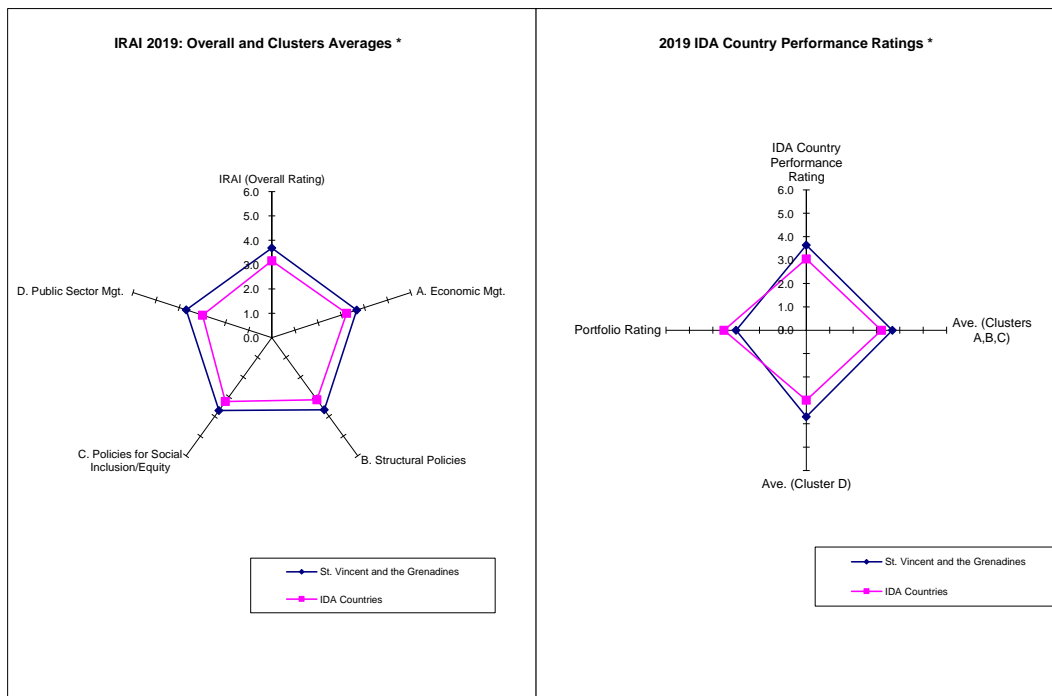 IRAI 2019: Overall and Clusters Averages *
IRAI (Overall Rating)
6.0
5.0
4.0
3.0
2.0
1.0
0.0
A. Economic Mgt.
B. Structural Policies
C. Policies for Social
Inclusion/Equity
D. Public Sector Mgt.
St. Vincent and the Grenadines
IDA Countries
2019 IDA Country Performance Ratings *
IDA Country
Performance
Rating
6.0
5.0
4.0
3.0
2.0
1.0
0.0
Ave. (Clusters
A,B,C)
Ave. (Cluster D)
Portfolio Rating
St. Vincent and the Grenadines
IDA Countries